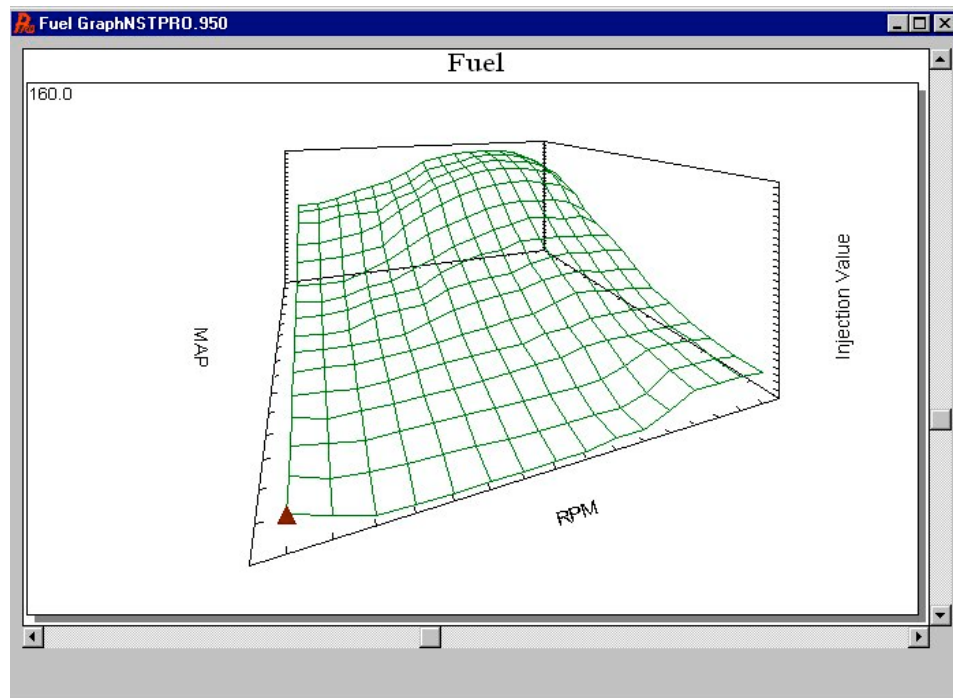 Fuel GraphNSTPRO.950
Fuel
160.0
MAP
Injection Value
RPM